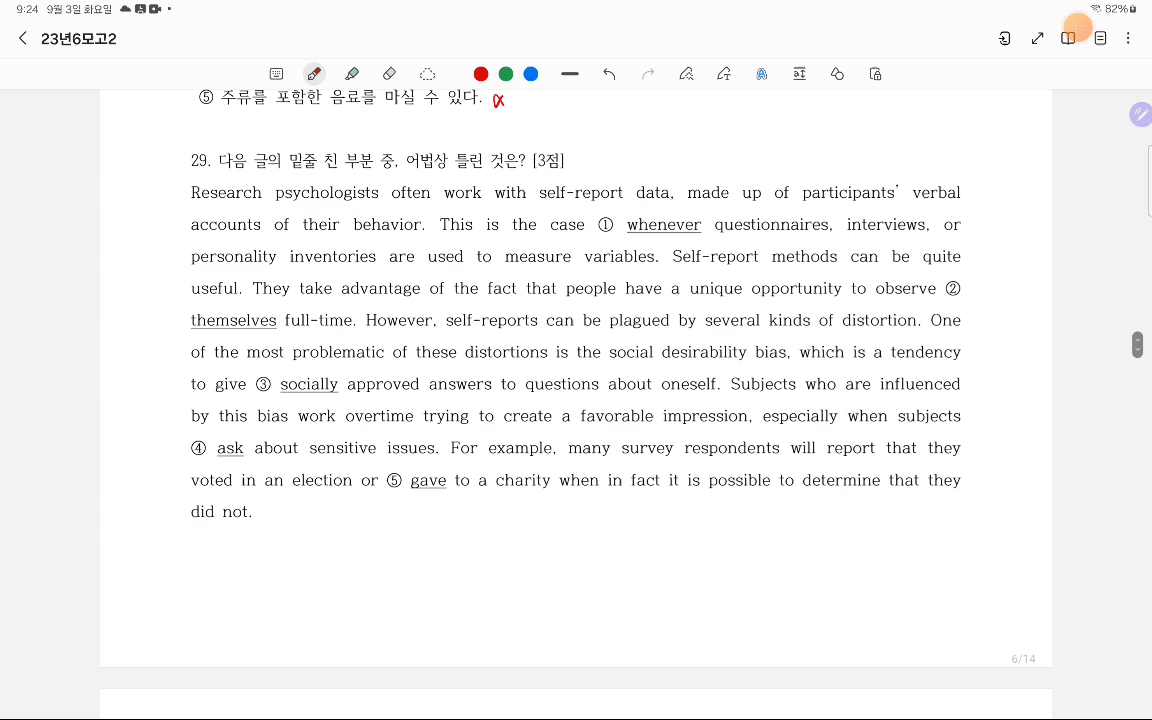 9:24 9월 3일 화요일 82%
23년6모고2
⑤ 주류를 포함한 음료를 마실 수 있다.
29. 다음 글의 밑줄 친 부분 중, 어법상 틀린 것은? [3점]
Research psychologists often work with self-report data, made up of participants’ verbal
accounts of their behavior. This is the case ① whenever questionnaires, interviews, or
personality inventories are used to measure variables. Self-report methods can be quite
useful. They take advantage of the fact that people have a unique opportunity to observe ②
themselves full-time. However, self-reports can be plagued by several kinds of distortion. One
of the most problematic of these distortions is the social desirability bias, which is a tendency
to give ③ socially approved answers to questions about oneself. Subjects who are influenced
by this bias work overtime trying to create a favorable impression, especially when subjects
④ ask about sensitive issues. For example, many survey respondents will report that they
voted in an election or ⑤ gave to a charity when in fact it is possible to determine that they
did not.
6/14